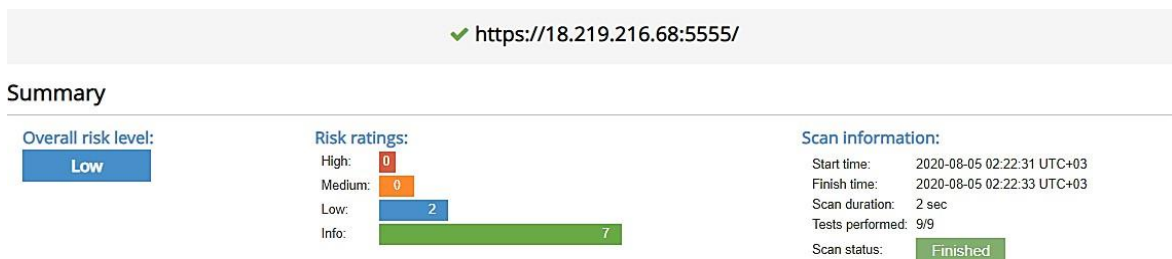 https://18.219.216.68:5555/
Summary
Overall risk level:
Low
Risk ratings:
High: 0
Medium: 0
Low: 2
Info: 7
Scan information:
Start time: 2020-08-05 02:22:31 UTC+03
Finish time: 2020-08-05 02:22:33 UTC+03
Scan duration: 2 sec
Tests performed: 9/9
Scan status: Finished